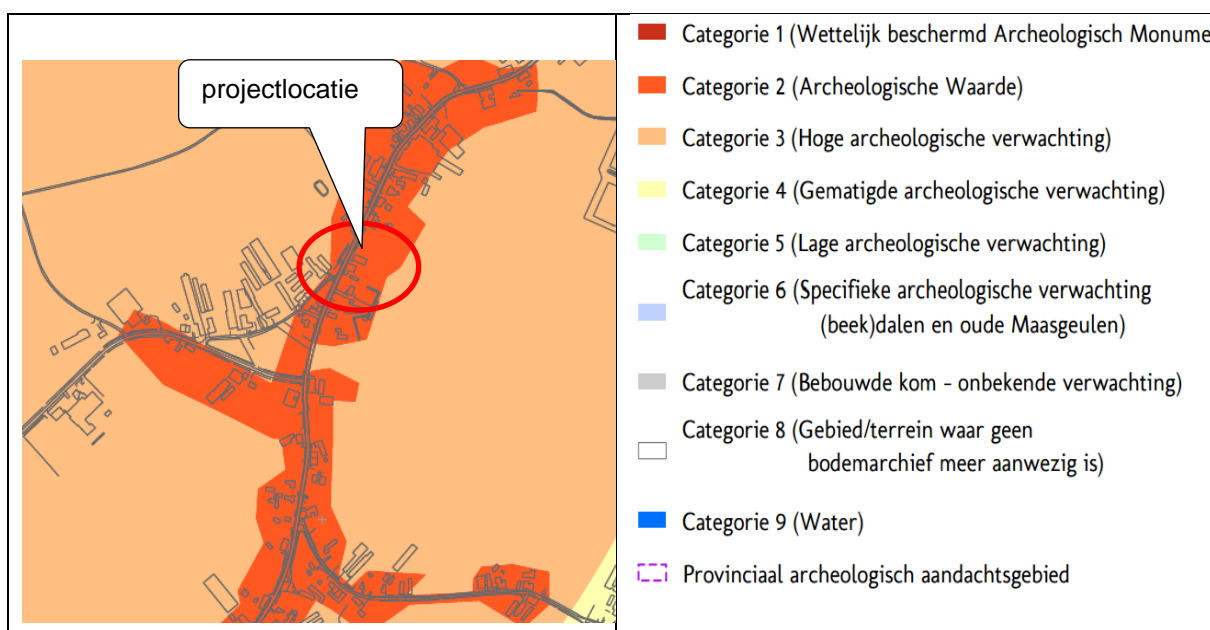 projectlocatie
Categorie 1 (Wettelijk beschermd Archeologisch Monume
Categorie 2 (Archeologische Waarde)
Categorie 3 (Hoge archeologische verwachting)
Categorie 4 (Gematigde archeologische verwachting)
Categorie 5 (Lage archeologische verwachting)
Categorie 6 (Specifieke archeologische verwachting
(beek)dalen en oude Maasgeulen)
Categorie 7 (Bebouwde kom – onbekende verwachting)
Categorie 8 (Gebied/terrein waar geen
bodemarchief meer aanwezig is)
Categorie 9 (Water)
Provinciaal archeologisch aandachtsgebied